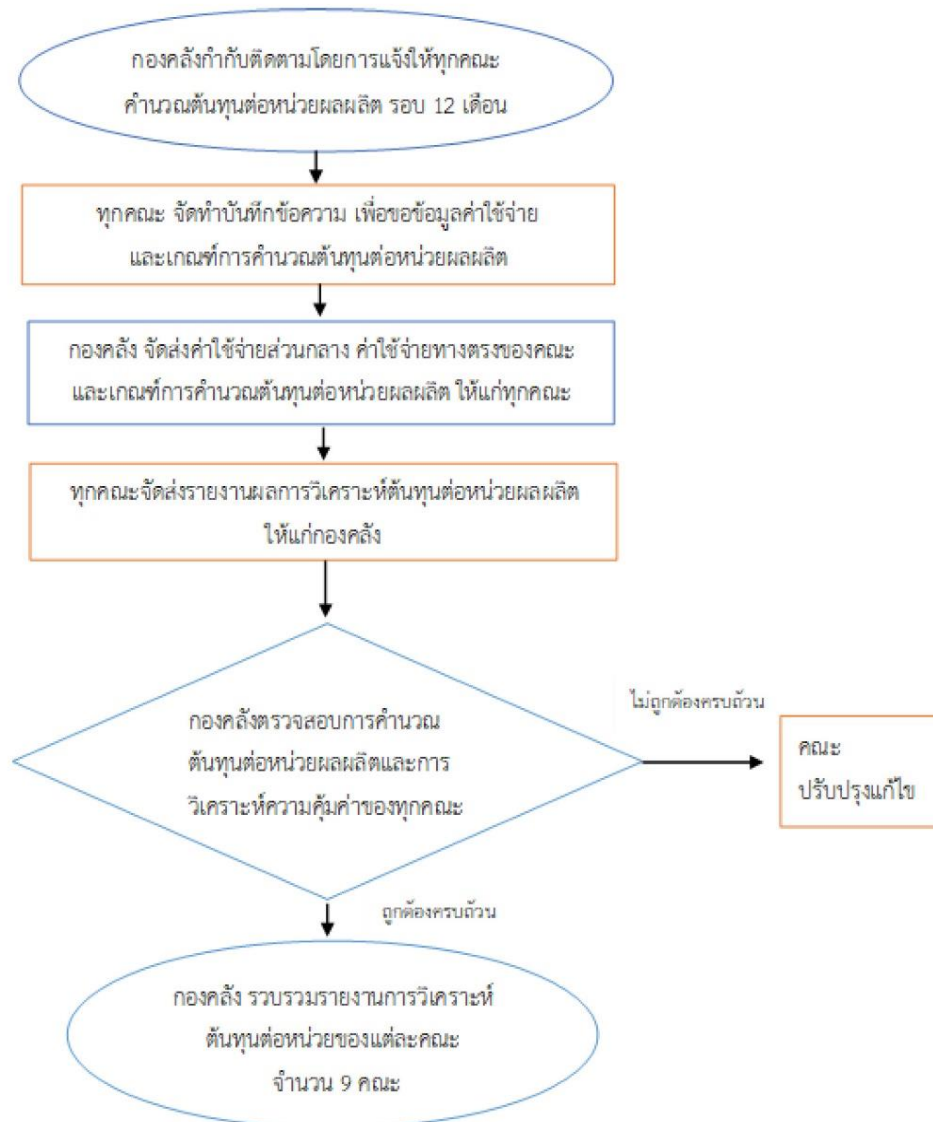 กองคลังกำกับติดตามโดยการแจ้งให้ทุกคณะ
คำนวณต้นทุนต่อหน่วยผลผลิต รอบ 12 เดือน
ทุกคณะ จัดทำบันทึกข้อความ เพื่อขอข้อมูลค่าใช้จ่าย
และเกณฑ์การคำนวณต้นทุนต่อหน่วยผลผลิต
กองคลัง จัดส่งค่าใช้จ่ายส่วนกลาง ค่าใช้จ่ายทางตรงของคณะ
และเกณฑ์การคำนวณต้นทุนต่อหน่วยผลผลิต ให้แก่ทุกคณะ
ทุกคณะจัดส่งรายงานผลการวิเคราะห์ต้นทุนต่อหน่วยผลผลิต
ให้แก่กองคลัง
กองคลังตรวจสอบการคำนวณ
ต้นทุนต่อหน่วยผลผลิตและการ
วิเคราะห์ความคุ้มค่าของทุกคณะ
ไม่ถูกต้องครบถ้วน
คณะ
ปรับปรุงแก้ไข
ถูกต้องครบถ้วน
กองคลัง รวบรวมรายงานการวิเคราะห์
ต้นทุนต่อหน่วยของแต่ละคณะ
จำนวน 9 คณะ